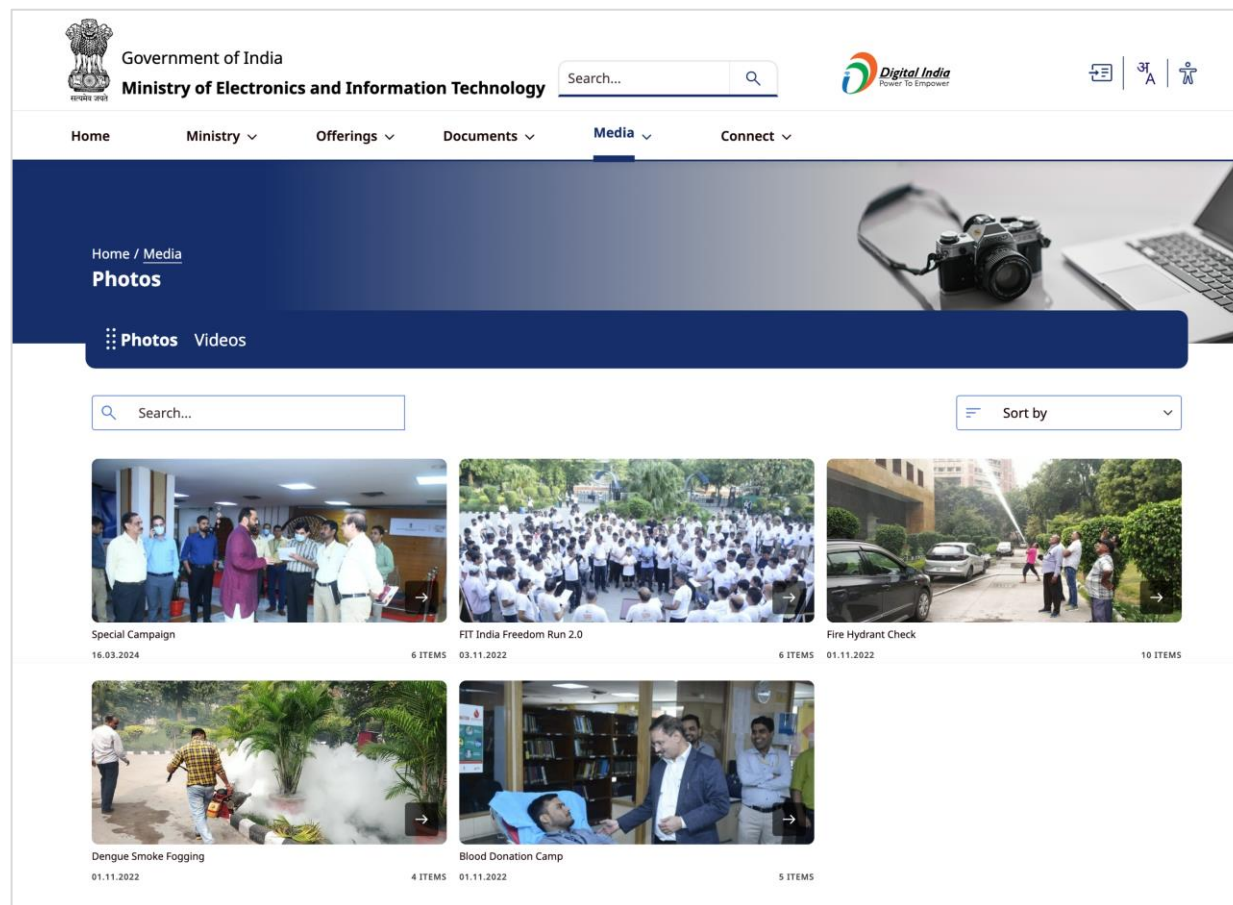 Government of India
Ministry of Electronics and Information Technology
सत्यमेव जयते
Search...
Digital India
Power To Empower
अ
A
Home Ministry Offerings Documents Media Connect
Home / Media
Photos
Photos Videos
Search...
Sort by
Special Campaign
16.03.2024 6 ITEMS
FIT India Freedom Run 2.0
03.11.2022 6 ITEMS
Fire Hydrant Check
01.11.2022 10 ITEMS
Dengue Smoke Fogging
01.11.2022 4 ITEMS
Blood Donation Camp
01.11.2022 5 ITEMS